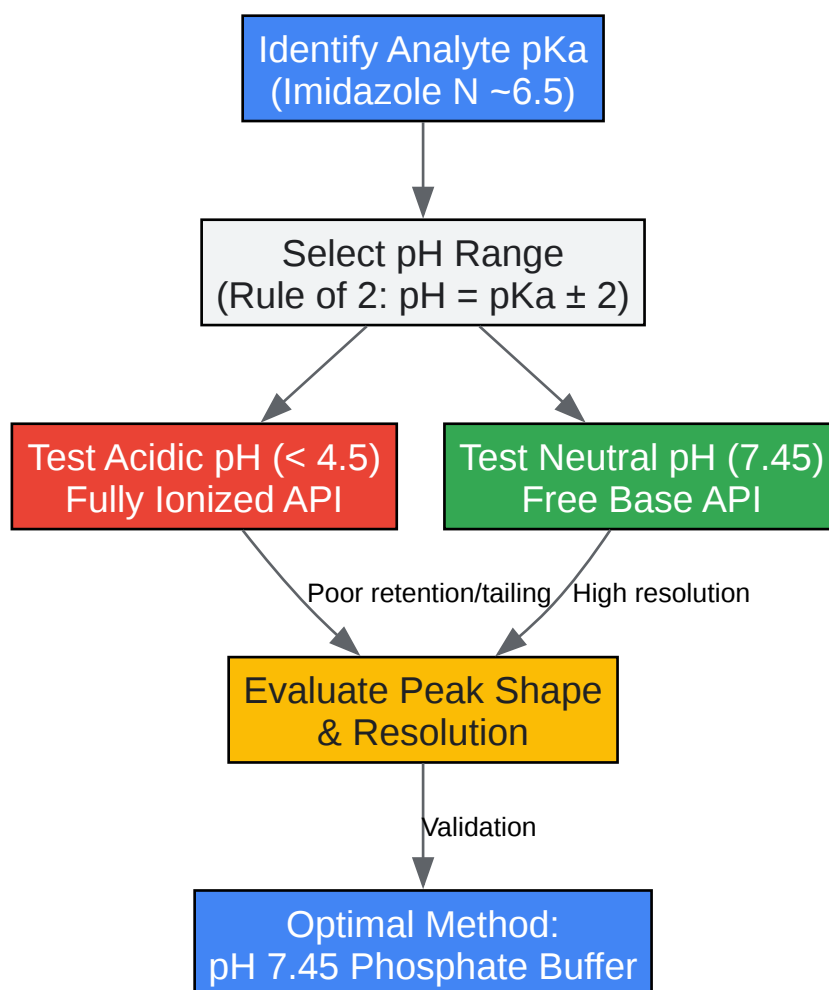 Identify Analyte pKa
(Imidazole N ~6.5)
Select pH Range
(Rule of 2: pH = pKa ± 2)
Test Acidic pH (< 4.5)
Fully Ionized API
Test Neutral pH (7.45)
Free Base API
Poor retention/tailing
High resolution
Evaluate Peak Shape
& Resolution
Validation
Optimal Method:
pH 7.45 Phosphate Buffer